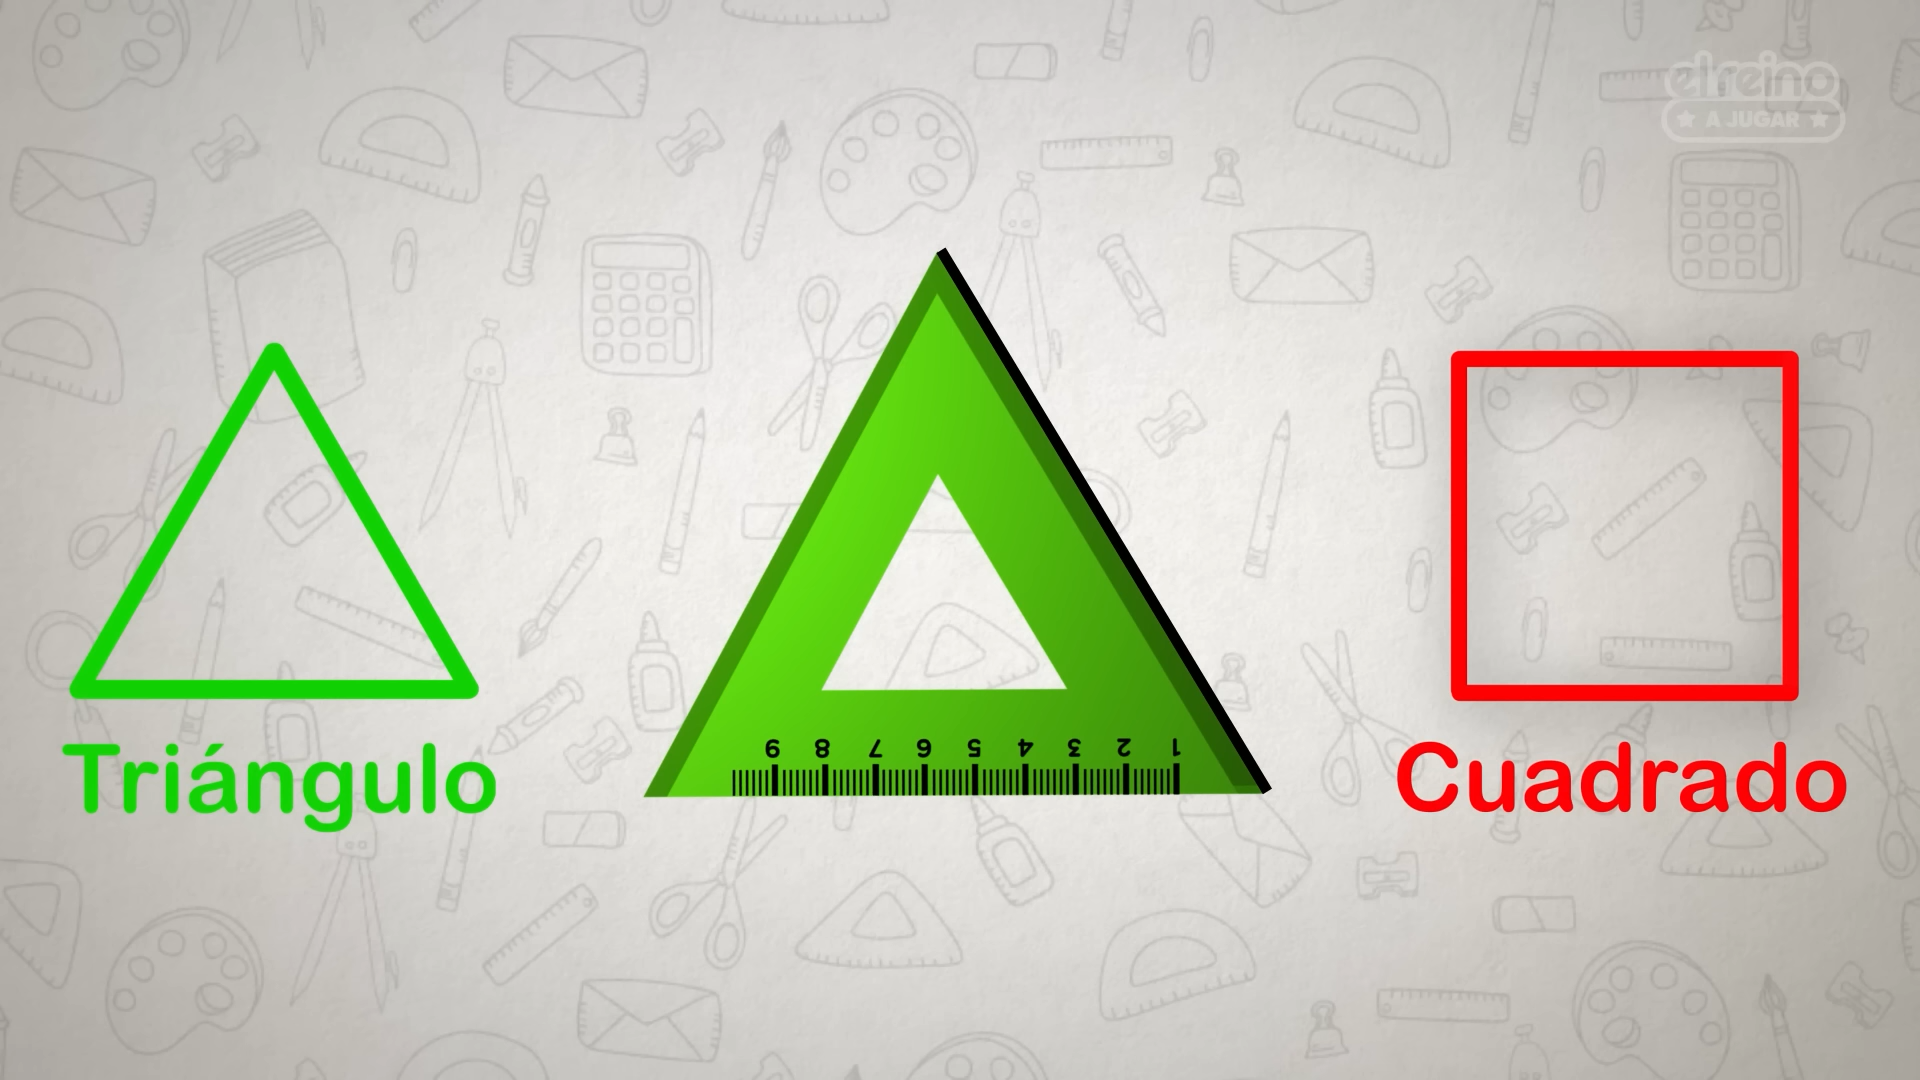 elreino
★ A JUGAR ★
9 8 7 6 5 4 3 2 1
Triángulo
Cuadrado